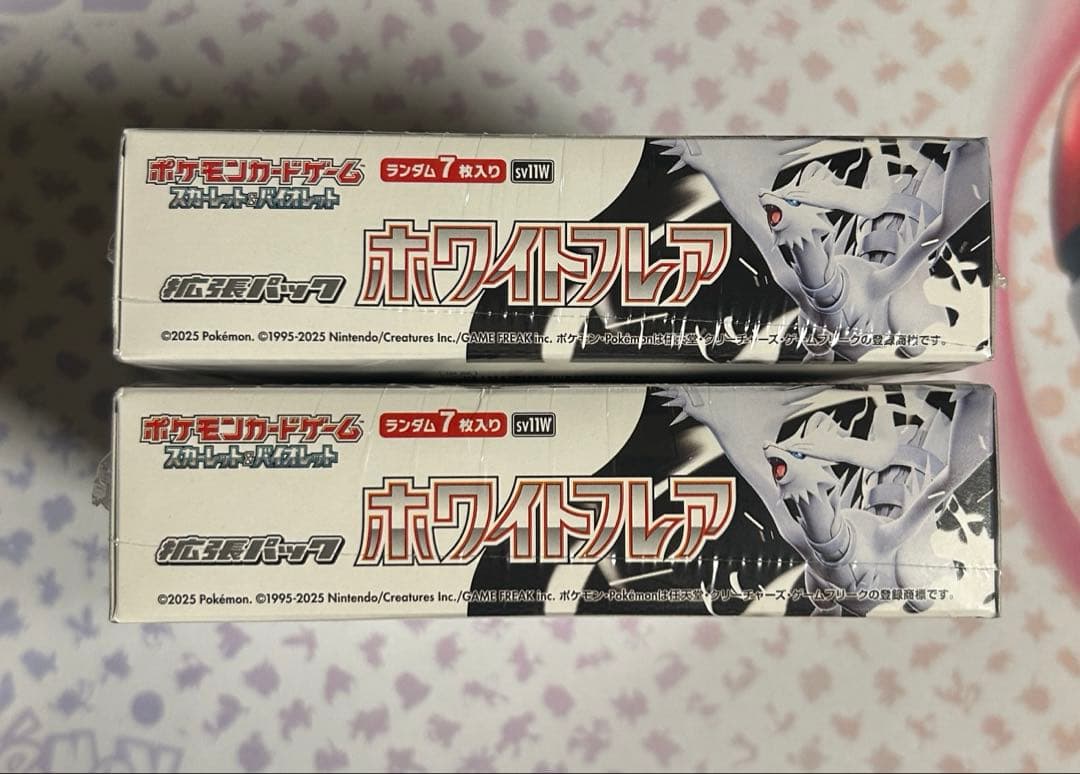 ポケモンカードゲーム
スカーレット&バイオレット
ランダム7枚入り
sv11W
拡張パック
ホワイトフレア
©2025 Pokémon. ©1995-2025 Nintendo/Creatures Inc./GAME FREAK inc. ポケモン・Pokémonは任天堂・クリーチャーズ・ゲームフリークの登録商標です。
ポケモンカードゲーム
スカーレット&バイオレット
ランダム7枚入り
sv11W
拡張パック
ホワイトフレア
©2025 Pokémon. ©1995-2025 Nintendo/Creatures Inc./GAME FREAK inc. ポケモン・Pokémonは任天堂・クリーチャーズ・ゲームフリークの登録商標です。